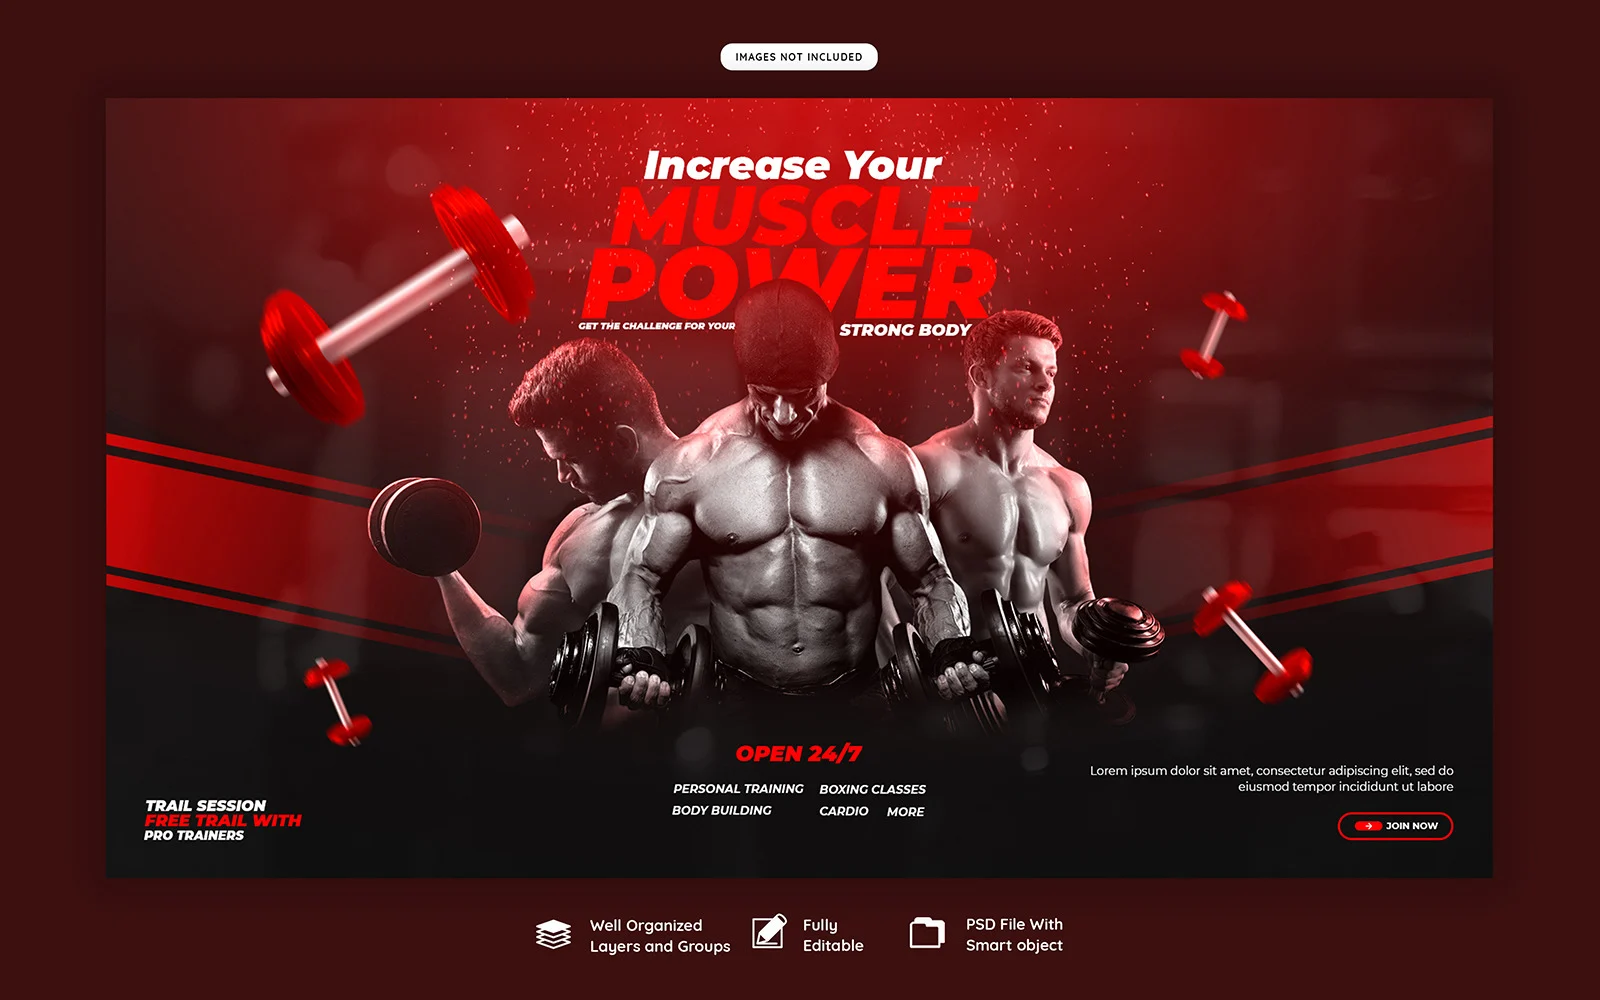 IMAGES NOT INCLUDED
Increase Your
MUSCLE
POWER
GET THE CHALLENGE FOR YOUR STRONG BODY
OPEN 24/7
PERSONAL TRAINING BOXING CLASSES
BODY BUILDING CARDIO MORE
TRAIL SESSION
FREE TRAIL WITH
PRO TRAINERS
Lorem ipsum dolor sit amet, consectetur adipiscing elit, sed do
eiusmod tempor incididunt ut labore
JOIN NOW
Well Organized
Layers and Groups
Fully
Editable
PSD File With
Smart object